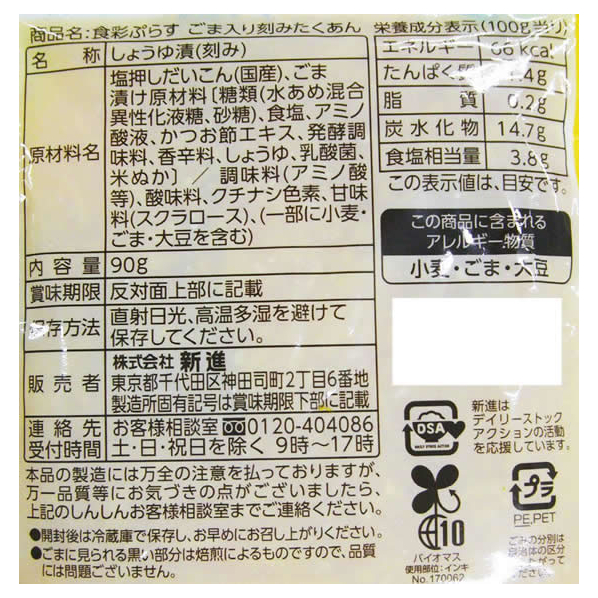 商品名:食彩ぷらす ごま入り刻みたくあん
名 称 しょうゆ漬(刻み)
原材料名
塩押しだいこん(国産)、ごま
漬け原材料〔糖類(水あめ混合
異性化液糖、砂糖)、食塩、アミノ
酸液、かつお節エキス、発酵調
味料、香辛料、しょうゆ、乳酸菌、
米ぬか〕 / 調味料(アミノ酸
等)、酸味料、クチナシ色素、甘味
料(スクラロース)、(一部に小麦・
ごま・大豆を含む)
内容量 90g
賞味期限 反対面上部に記載
保存方法
直射日光、高温多湿を避けて
保存してください。
販売者
株式会社 新進
東京都千代田区神田司町2丁目6番地
製造所固有記号は賞味期限下部に記載
連絡先 お客様相談室 0120-404086
受付時間 土・日・祝日を除く 9時〜17時
本品の製造には万全の注意を払っておりますが、
万一品質等にお気づきの点がございましたら、
上記のしんしんお客様相談室までご連絡ください。
●開封後は冷蔵庫で保存し、お早めにお召し上がりください。
●ごまに見られる黒い部分は焙煎によるものですので、品質
には問題ございません。
栄養成分表示(100g当り)
エネルギー 66kcal
たんぱく質 .4g
脂質 0.2g
炭水化物 14.7g
食塩相当量 3.8g
この表示値は、目安です。
この商品に含まれる
アレルギー物質
小麦・ごま・大豆
DSA
新進は
デイリーストック
アクションの活動
を応援しています。
10
バイオマス
使用部位:インキ
No.170062
プラ
PE,PET
ごみの分別は
自治体の区分
にしたがって
ください